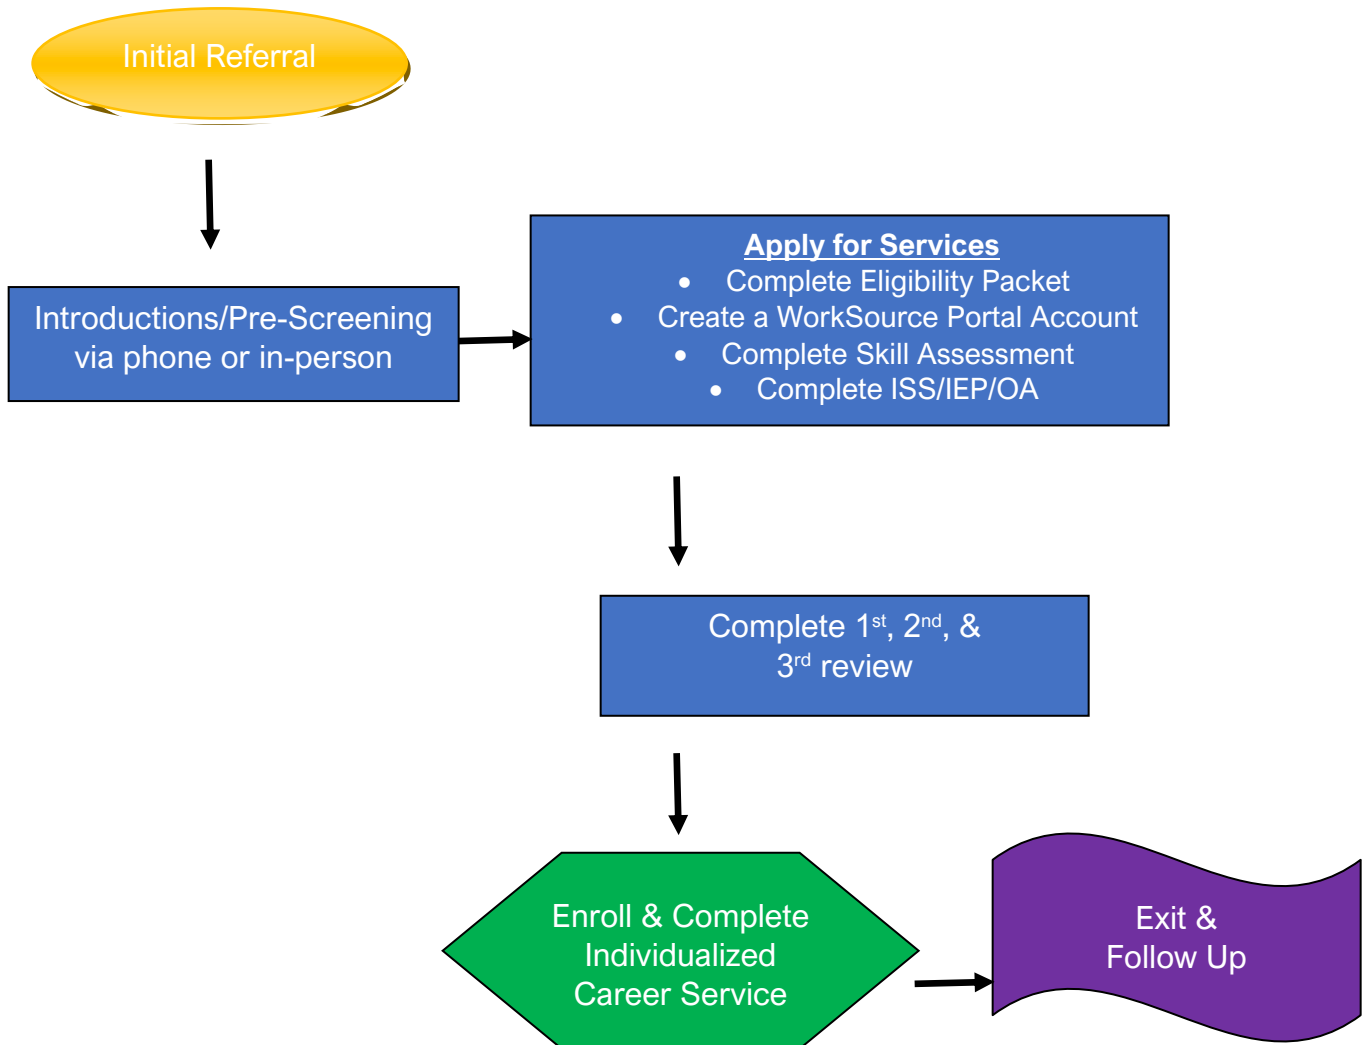 Initial Referral
Introductions/Pre-Screening
via phone or in-person
Apply for Services
• Complete Eligibility Packet
• Create a WorkSource Portal Account
• Complete Skill Assessment
• Complete ISS/IEP/OA
Complete 1st, 2nd, &
3rd review
Enroll & Complete
Individualized
Career Service
Exit &
Follow Up